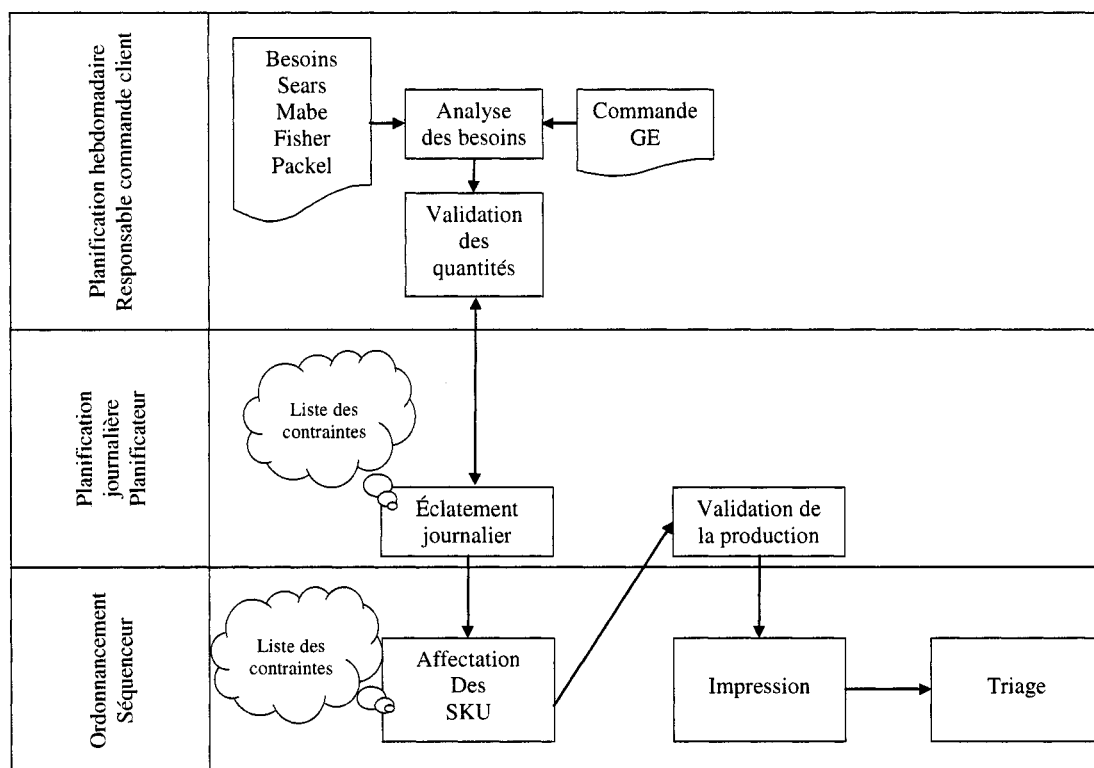 Planification hebdomadaire
Responsable commande client
Besoins
Sears
Mabe
Fisher
Packel
Analyse
des besoins
Commande
GE
Validation
des
quantités
Planification
journalière
Planificateur
Liste des
contraintes
Éclatement
journalier
Validation de
la production
Ordonnancement
Séquenceur
Liste des
contraintes
Affectation
Des
SKU
Impression
Triage